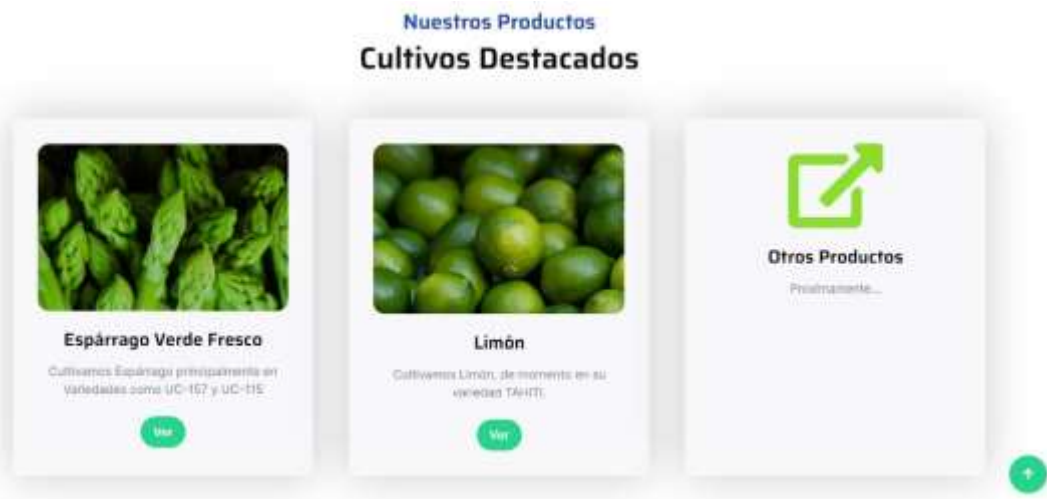 Nuestros Productos
Cultivos Destacados
Espárrago Verde Fresco
Cultivamos Espárrago principalmente en
Variedades como UC-157 y UC-115
Ver
Limón
Cultivamos Limón, de momento en su
variedad TAHITI.
Ver
Otros Productos
Proximamente...